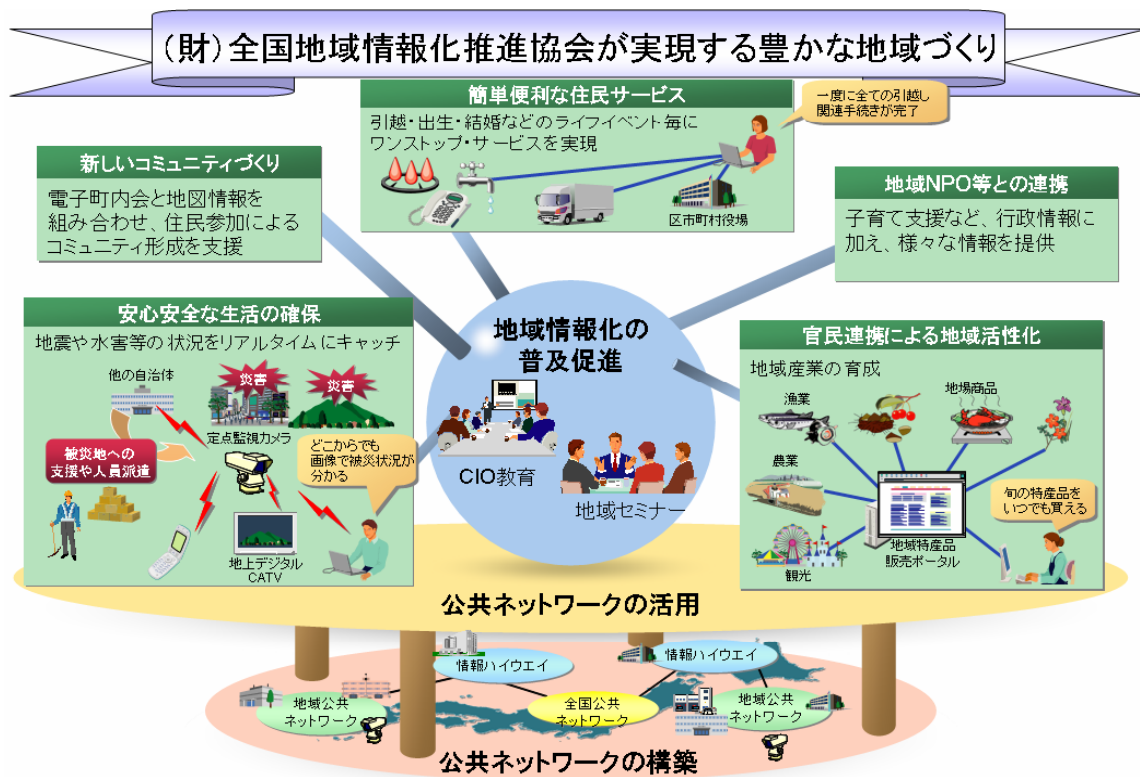 (財)全国地域情報化推進協会が実現する豊かな地域づくり
簡単便利な住民サービス
引越・出生・結婚などのライフイベント毎に
ワンストップ・サービスを実現
一度に全ての引越し
関連手続きが完了
区市町村役場
新しいコミュニティづくり
電子町内会と地図情報を
組み合わせ、住民参加による
コミュニティ形成を支援
地域NPO等との連携
子育て支援など、行政情報に
加え、様々な情報を提供
安心安全な生活の確保
地震や水害等の状況をリアルタイムにキャッチ
他の自治体
災害
災害
定点監視カメラ
被災地への
支援や人員派遣
どこからでも
画像で被災状況が
分かる
地上デジタル
CATV
地域情報化の
普及促進
CIO教育
地域セミナー
官民連携による地域活性化
地域産業の育成
漁業
地場商品
農業
旬の特産品を
いつでも買える
地域特産品
販売ポータル
観光
公共ネットワークの活用
情報ハイウエイ
情報ハイウエイ
地域公共
ネットワーク
全国公共
ネットワーク
地域公共
ネットワーク
公共ネットワークの構築